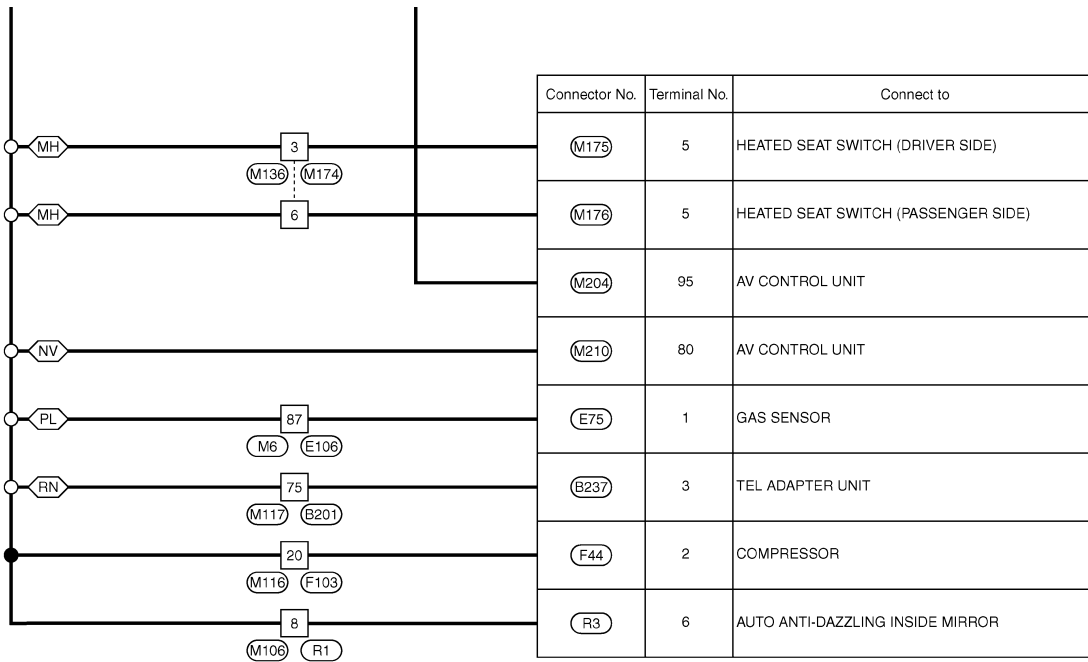 Connector No. Terminal No. Connect to
MH 3 M175 5 HEATED SEAT SWITCH (DRIVER SIDE)
M136 M174
MH 6 M176 5 HEATED SEAT SWITCH (PASSENGER SIDE)
M204 95 AV CONTROL UNIT
NV M210 80 AV CONTROL UNIT
PL 87 E75 1 GAS SENSOR
M6 E106
RN 75 B237 3 TEL ADAPTER UNIT
M117 B201
20 F44 2 COMPRESSOR
M116 F103
8 R3 6 AUTO ANTI-DAZZLING INSIDE MIRROR
M106 R1